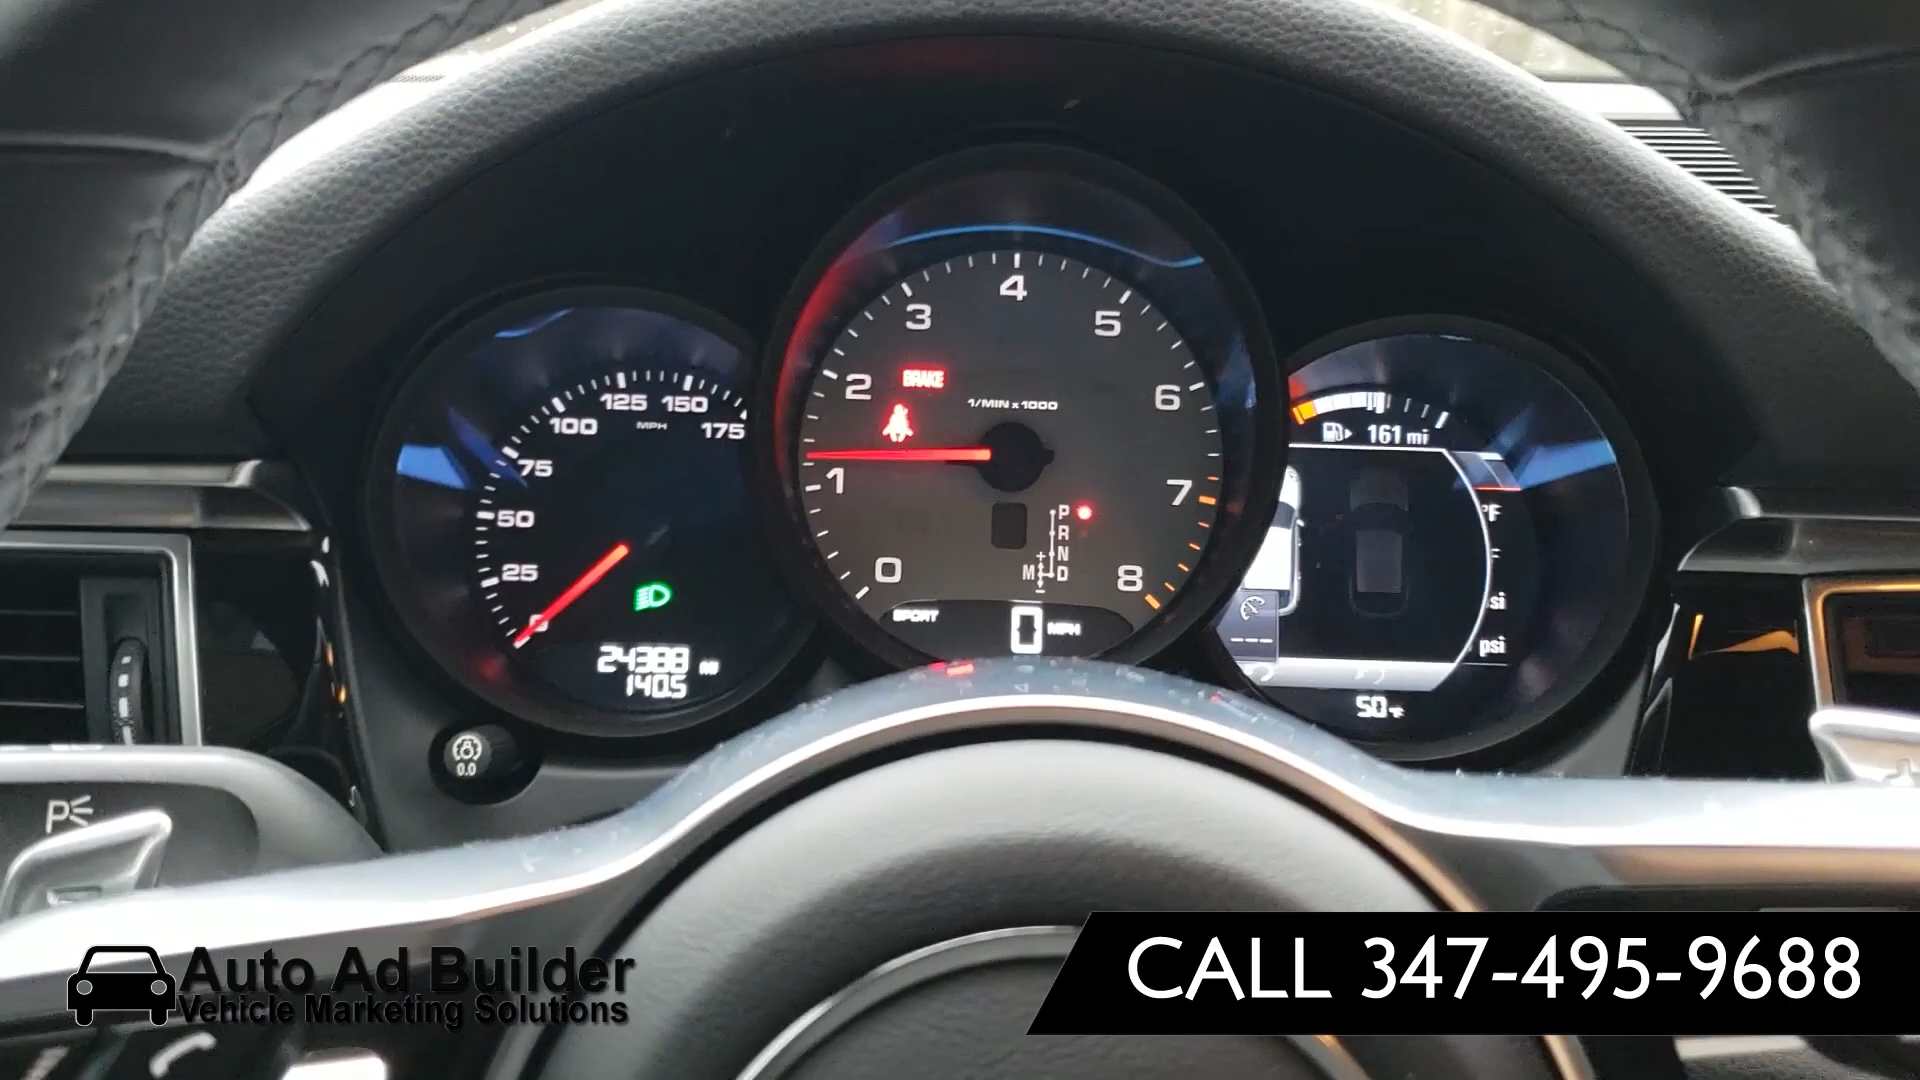 25
50
75
100
125
150
175
MPH
24388 MI
140.5
0.0
P
0
1
2
3
4
5
6
7
8
BRAKE
1/MIN x 1000
P
R
N
D
M
+
-
SPORT
0 MPH
161 mi
°F
psi
50 °F
Auto Ad Builder
Vehicle Marketing Solutions
CALL 347-495-9688